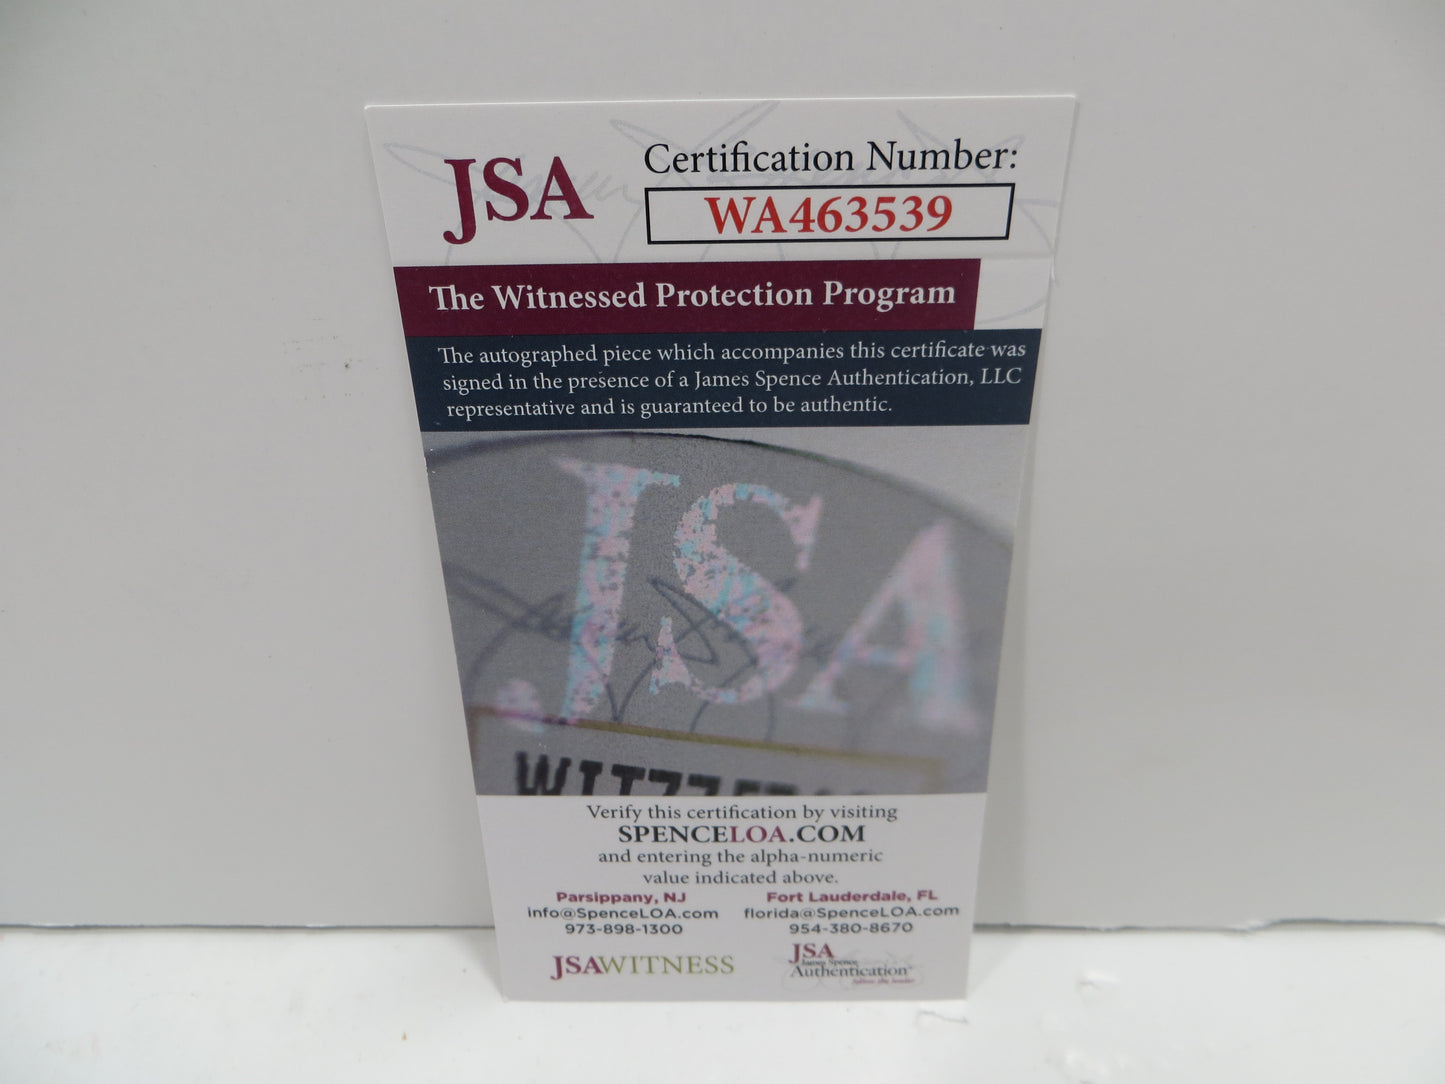 JSA
Certification Number:
WA463539
The Witnessed Protection Program
The autographed piece which accompanies this certificate was
signed in the presence of a James Spence Authentication, LLC
representative and is guaranteed to be authentic.
JSA
Verify this certification by visiting
SPENCELOA.COM
and entering the alpha-numeric
value indicated above.
Parsippany, NJ
info@SpenceLOA.com
973-898-1300
Fort Lauderdale, FL
florida@SpenceLOA.com
954-380-8670
JSAWITNESS
JSA
James Spence
Authentication